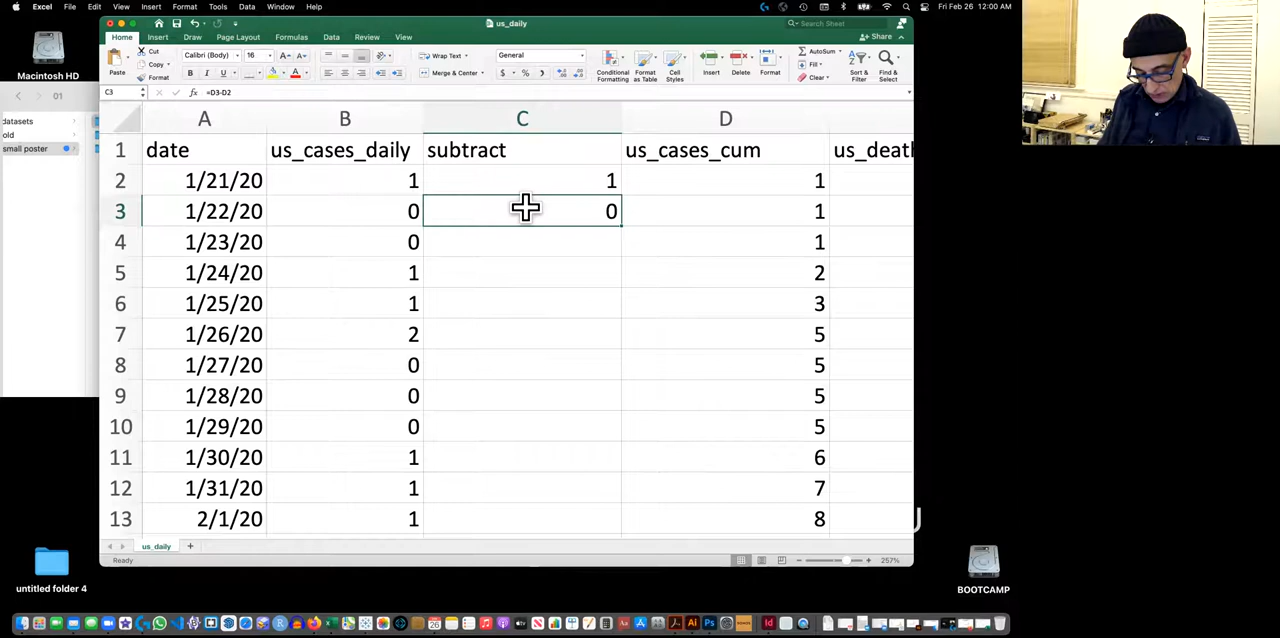 Excel File Edit View Insert Format Tools Data Window Help
Fri Feb 26 12:00 AM
us_daily
Search Sheet
Home Insert Draw Page Layout Formulas Data Review View
Share
Paste
Cut
Copy
Format
Calibri (Body) 16
Wrap Text
Merge & Center
General
Conditional Formatting
Format as Table
Cell Styles
Insert
Delete
Format
AutoSum
Fill
Clear
Sort & Filter
Find & Select
C3 fx =D3-D2
A B C D
1 date us_cases_daily subtract us_cases_cum us_deat
2 1/21/20 1 1 1
3 1/22/20 0 0 1
4 1/23/20 0 1
5 1/24/20 1 2
6 1/25/20 1 3
7 1/26/20 2 5
8 1/27/20 0 5
9 1/28/20 0 5
10 1/29/20 0 5
11 1/30/20 1 6
12 1/31/20 1 7
13 2/1/20 1 8
us_daily
Ready
257%
Macintosh HD
01
datasets
old
small poster
untitled folder 4
BOOTCAMP